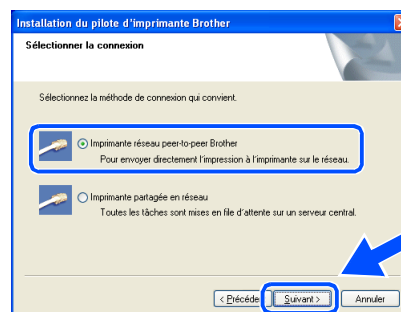 Installation du pilote d'imprimante Brother
Sélectionner la connexion
Sélectionnez la méthode de connexion qui convient.
Imprimante réseau peer-to-peer Brother
Pour envoyer directement l'impression à l'imprimante sur le réseau.
Imprimante partagée en réseau
Toutes les tâches sont mises en file d'attente sur un serveur central.
< Précéde
Suivant >
Annuler